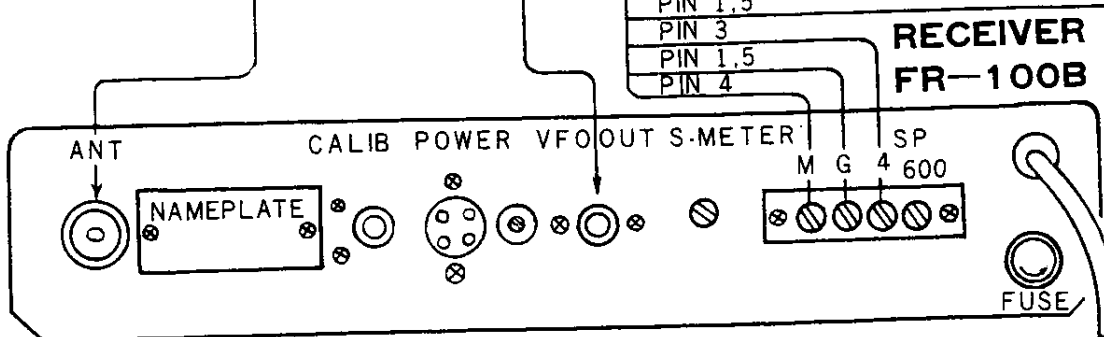 PIN 1,5
PIN 3
PIN 1,5
PIN 4
RECEIVER
FR-100B
ANT
CALIB POWER VFO OUT S-METER
SP
M G 4 600
NAMEPLATE
FUSE